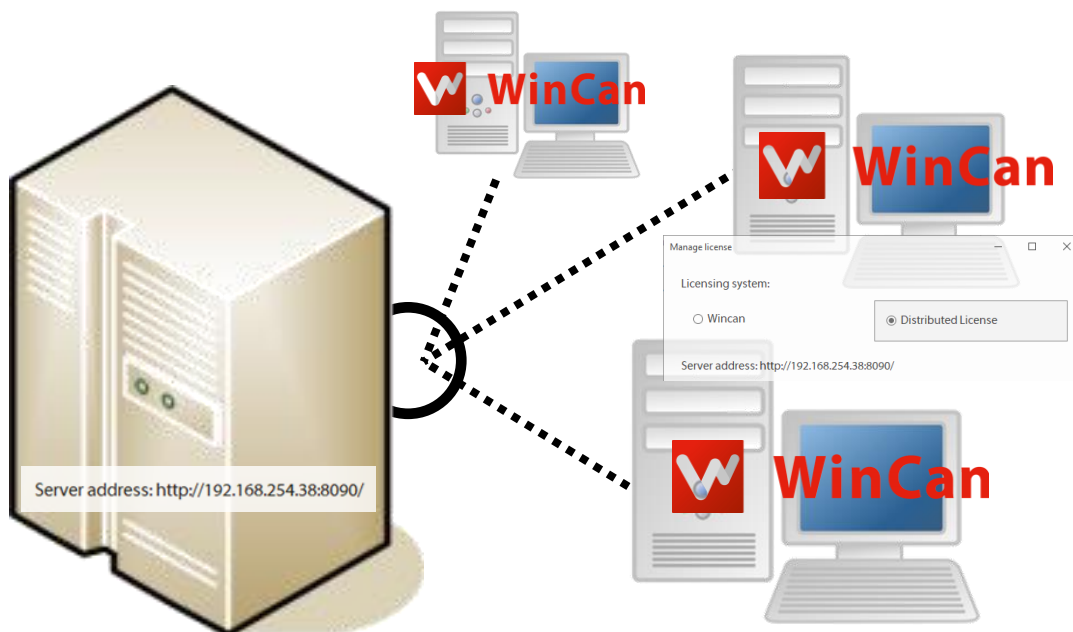 WinCan
WinCan
Manage license
Licensing system:
Wincan
Distributed License
Server address: http://192.168.254.38:8090/
WinCan
Server address: http://192.168.254.38:8090/